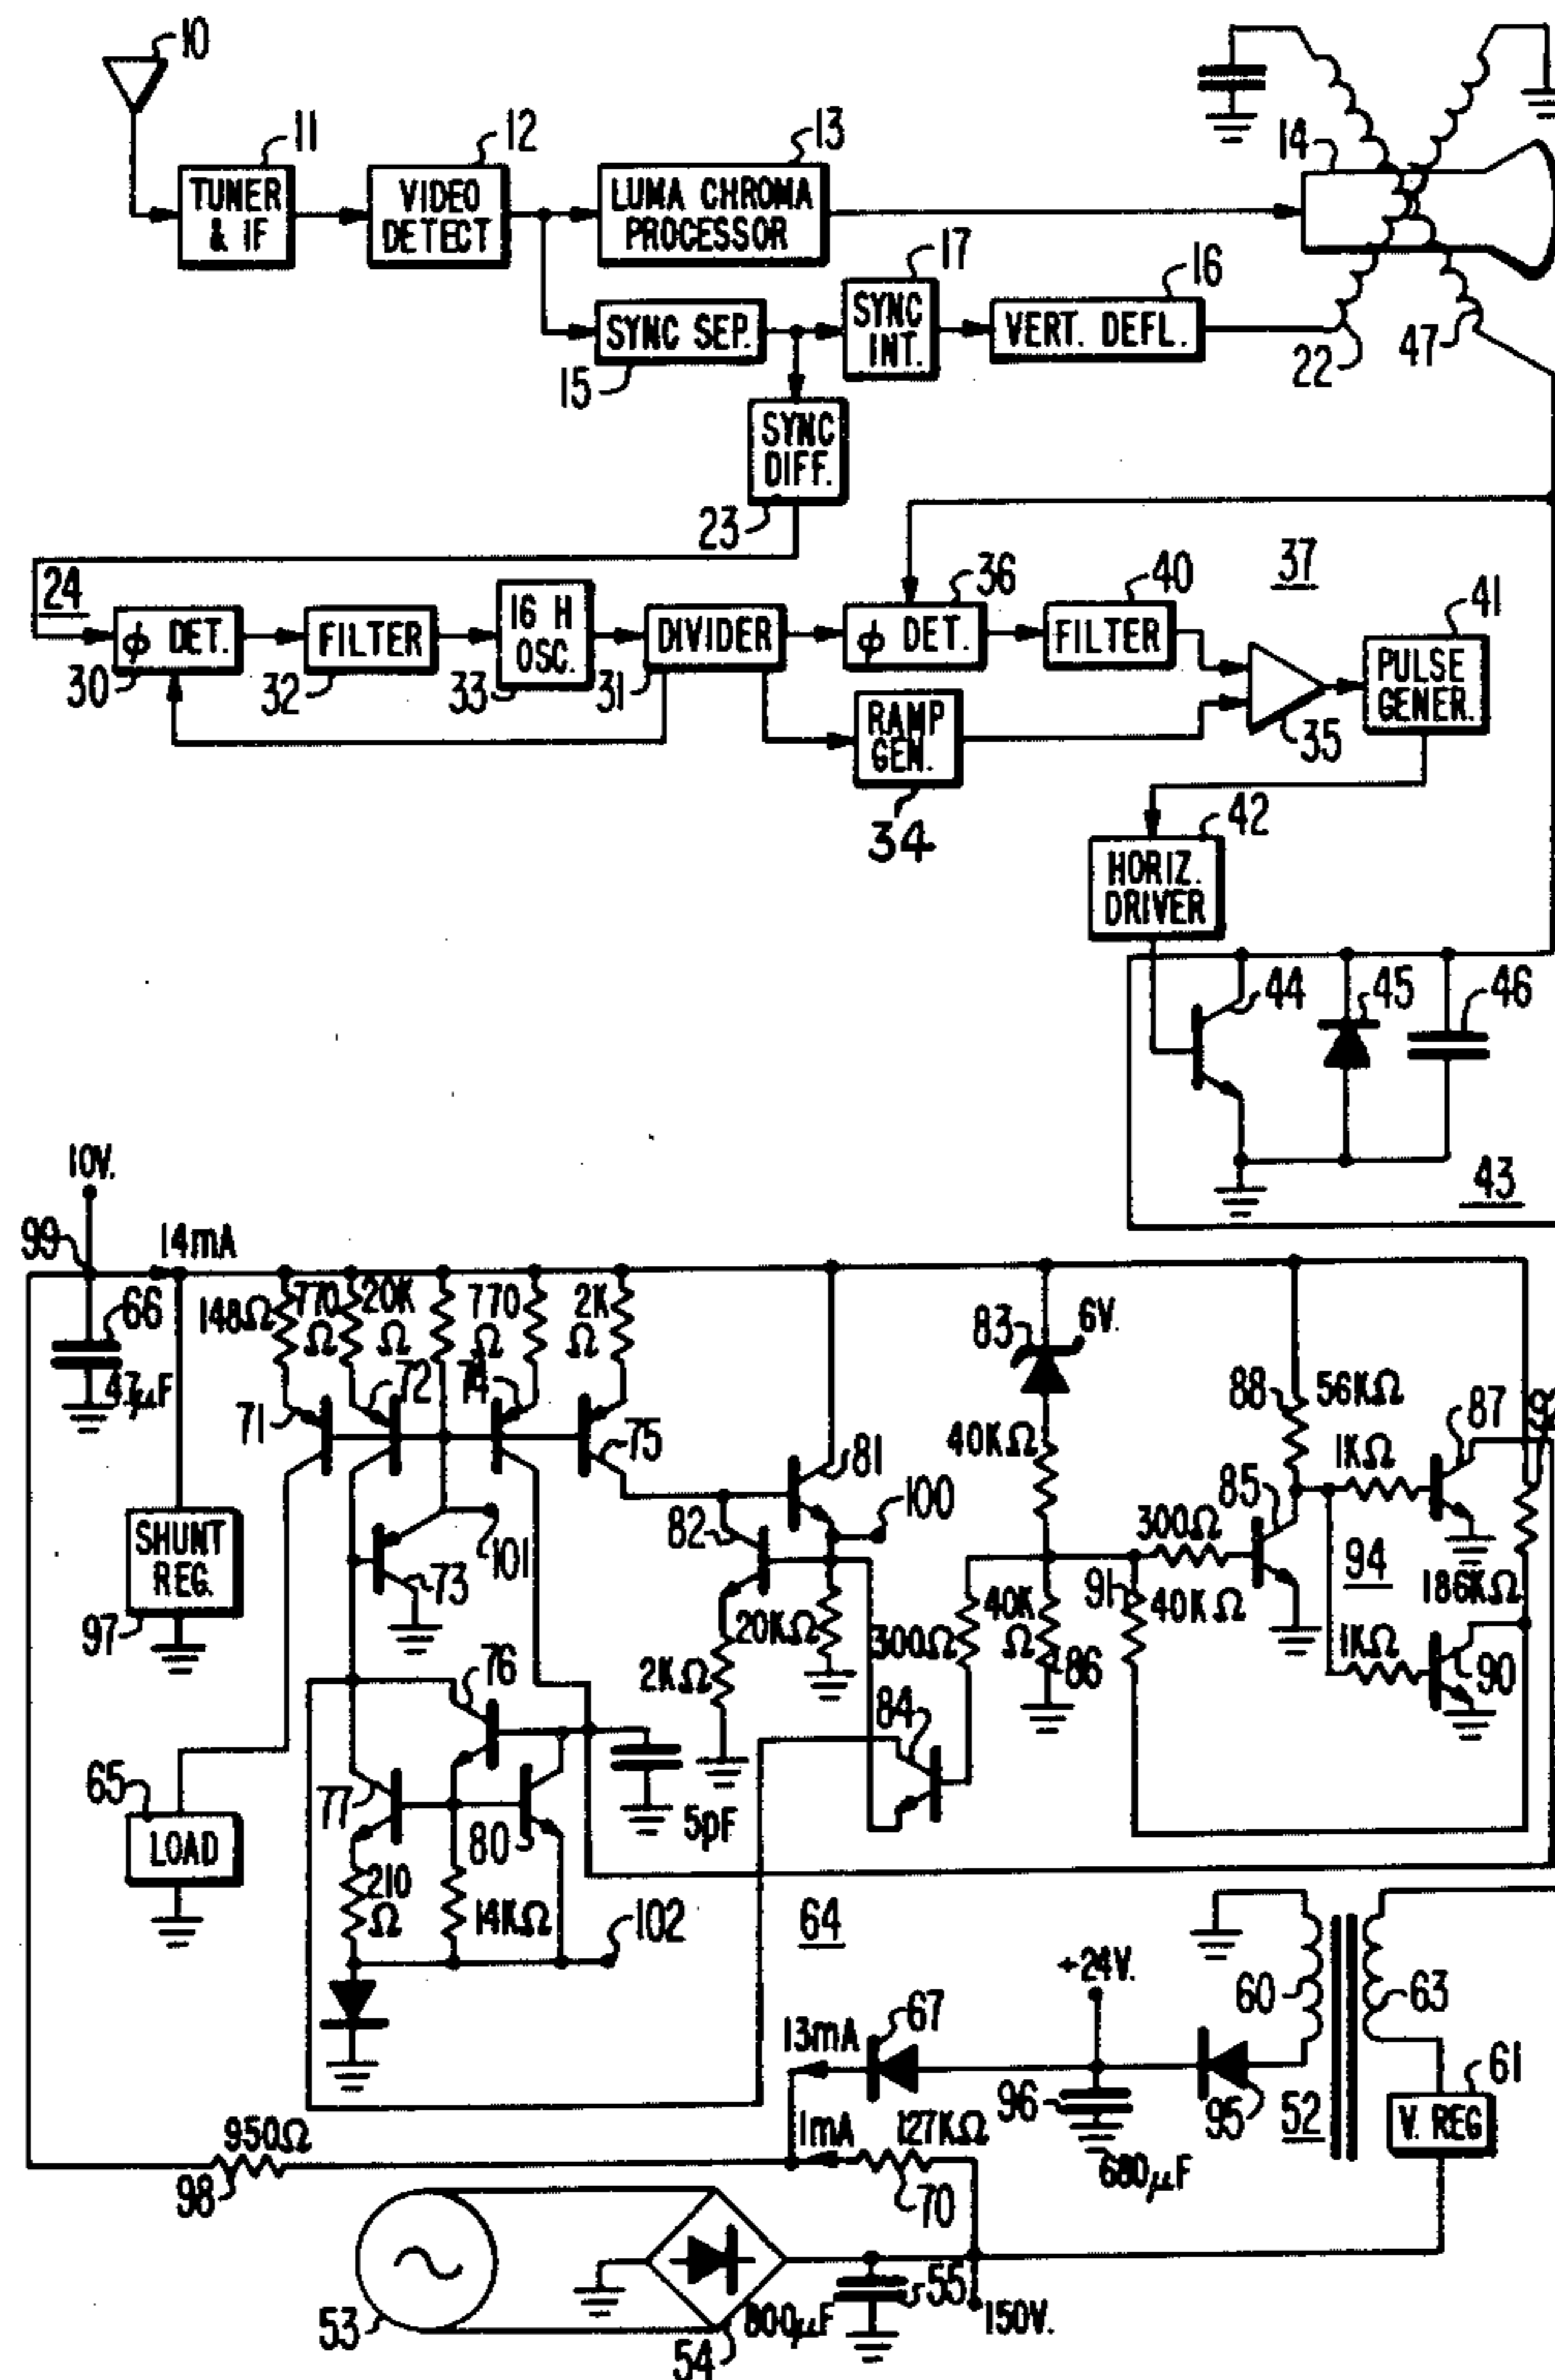 10
11
TUNER
& IF
12
VIDEO
DETECT
13
LUMA CHROMA
PROCESSOR
14
17
SYNC
INT.
16
VERT. DEFL.
SYNC SEP.
15
22
47
SYNC
DIFF.
23
24
ϕ DET.
30
FILTER
32
16 H
OSC.
33
DIVIDER
31
36
ϕ DET.
40
FILTER
37
41
PULSE
GENER.
35
RAMP
GEN.
34
42
HORIZ.
DRIVER
44
45
46
43
10V.
99
14mA
66
47µF
148Ω
770
Ω
20K
Ω
770
Ω
2K
Ω
71
72
74
75
81
100
82
83
6V.
40KΩ
88
56KΩ
87
1KΩ
85
300Ω
94
186KΩ
1KΩ
90
91
40KΩ
40K
Ω
86
300Ω
84
20KΩ
2KΩ
SHUNT
REG.
97
73
101
76
77
80
5pF
65
LOAD
210
Ω
14KΩ
102
64
+24V.
60
63
67
13mA
96
95
52
61
V. REG
680µF
1mA
127KΩ
70
950Ω
98
53
54
800µF
55
150V.